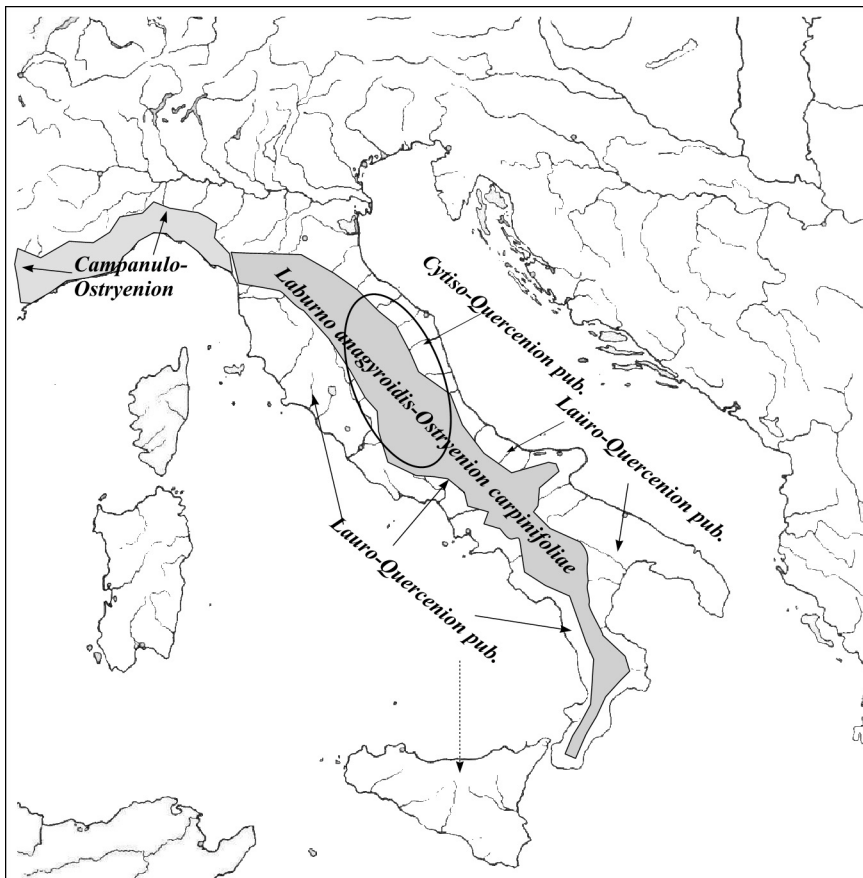 Campanulo-
Ostryenion
Laburno anagyroidis-Ostryenion carpinifoliae
Cytiso-Quercenion pub.
Lauro-Quercenion pub.
Lauro-Quercenion pub.